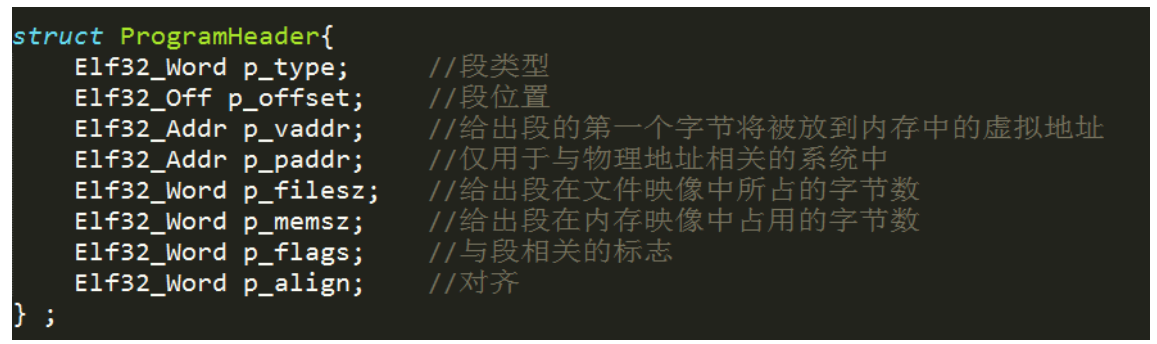 struct ProgramHeader{
    Elf32_Word p_type;      //段类型
    Elf32_Off p_offset;     //段位置
    Elf32_Addr p_vaddr;     //给出段的第一个字节将被放到内存中的虚拟地址
    Elf32_Addr p_paddr;     //仅用于与物理地址相关的系统中
    Elf32_Word p_filesz;    //给出段在文件映像中所占的字节数
    Elf32_Word p_memsz;     //给出段在内存映像中占用的字节数
    Elf32_Word p_flags;     //与段相关的标志
    Elf32_Word p_align;     //对齐
} ;